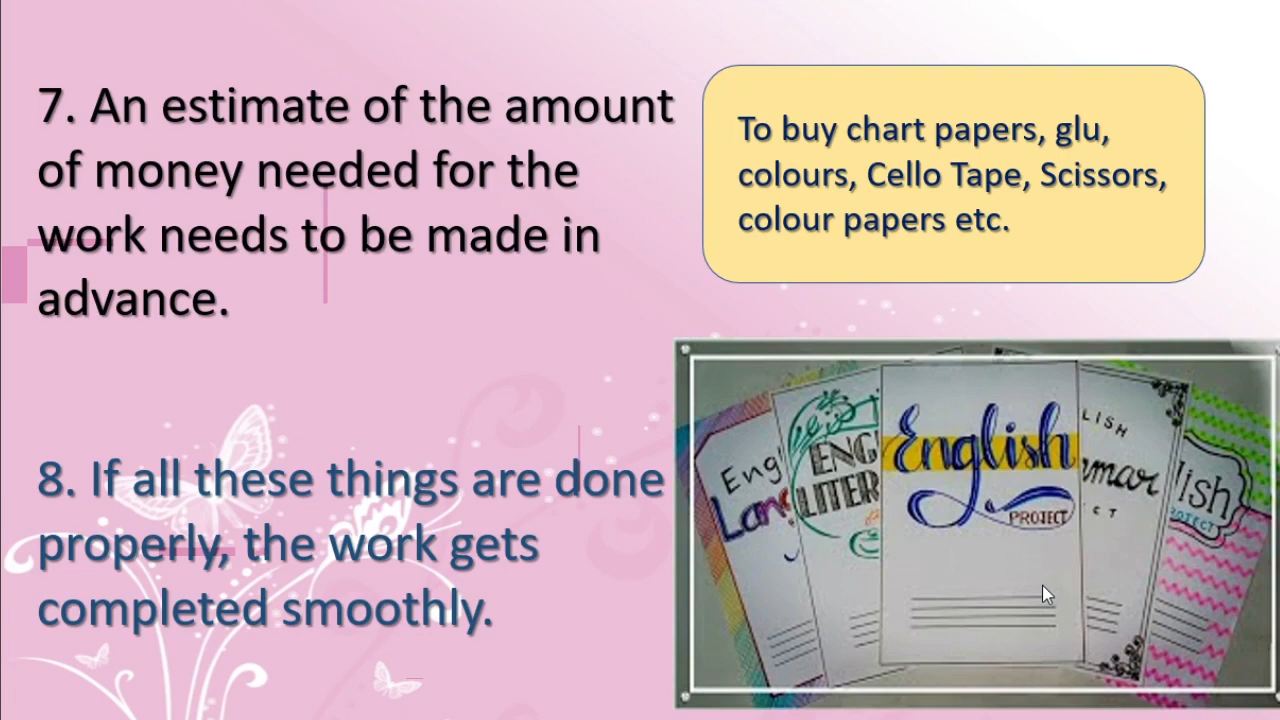 7. An estimate of the amount
of money needed for the
work needs to be made in
advance.
To buy chart papers, glu,
colours, Cello Tape, Scissors,
colour papers etc.
8. If all these things are done
properly, the work gets
completed smoothly.
English
PROJECT